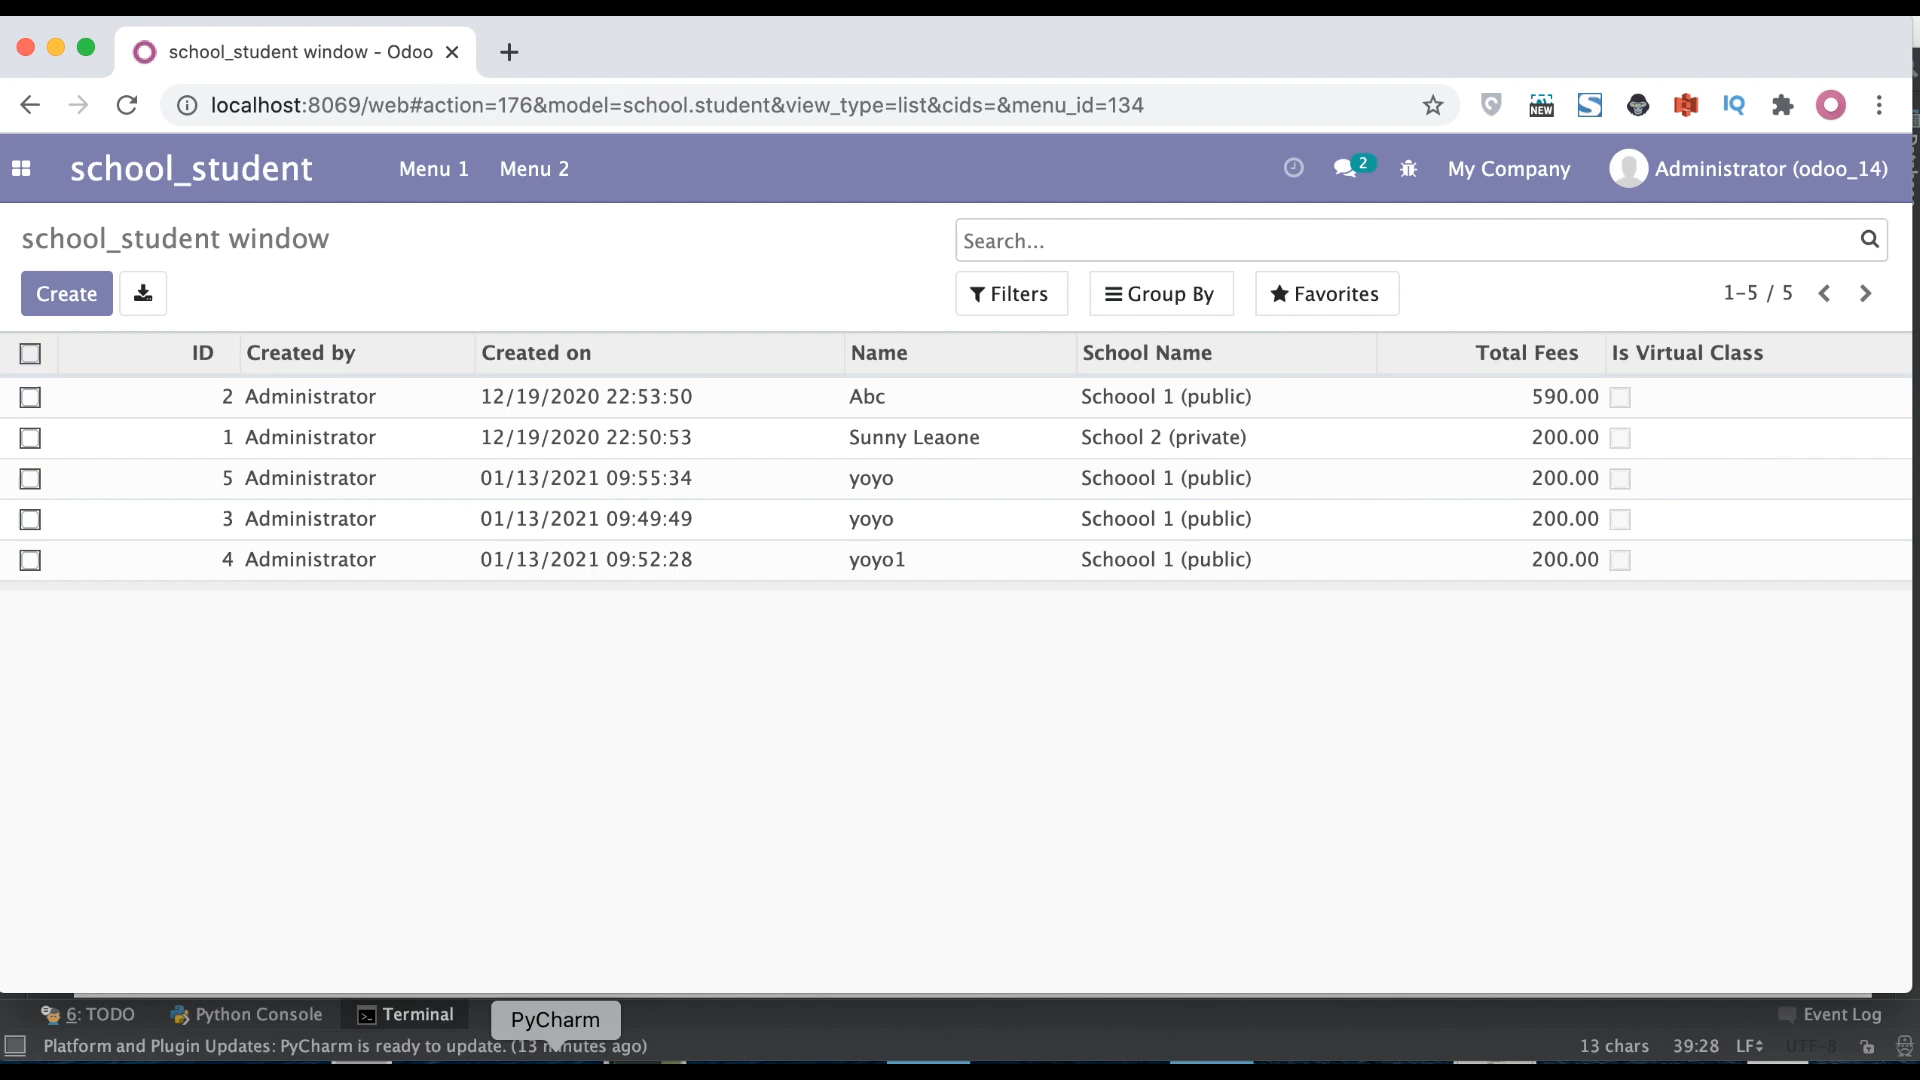 school_student window - Odoo
localhost:8069/web#action=176&model=school.student&view_type=list&cids=&menu_id=134
NEW
IQ
school_student Menu 1 Menu 2 2 My Company Administrator (odoo_14)
school_student window
Search...
Create Filters Group By Favorites 1-5 / 5
ID Created by Created on Name School Name Total Fees Is Virtual Class
2 Administrator 12/19/2020 22:53:50 Abc Schoool 1 (public) 590.00
1 Administrator 12/19/2020 22:50:53 Sunny Leaone School 2 (private) 200.00
5 Administrator 01/13/2021 09:55:34 yoyo Schoool 1 (public) 200.00
3 Administrator 01/13/2021 09:49:49 yoyo Schoool 1 (public) 200.00
4 Administrator 01/13/2021 09:52:28 yoyo1 Schoool 1 (public) 200.00
6: TODO Python Console Terminal PyCharm Event Log
Platform and Plugin Updates: PyCharm is ready to update. (13 minutes ago) 13 chars 39:28 LF UTF-8